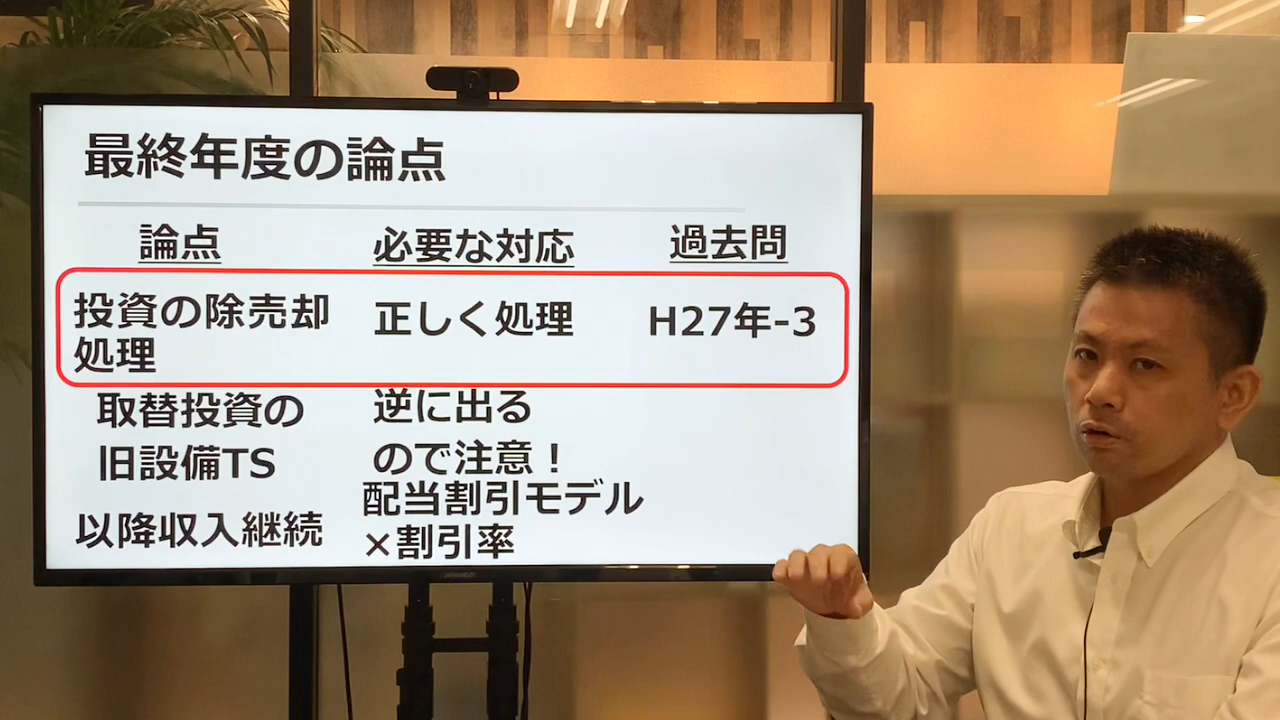 最終年度の論点
論点 必要な対応 過去問
投資の除売却 正しく処理 H27年-3
処理
取替投資の 逆に出る
旧設備TS ので注意！
以降収入継続 配当割引モデル
×割引率